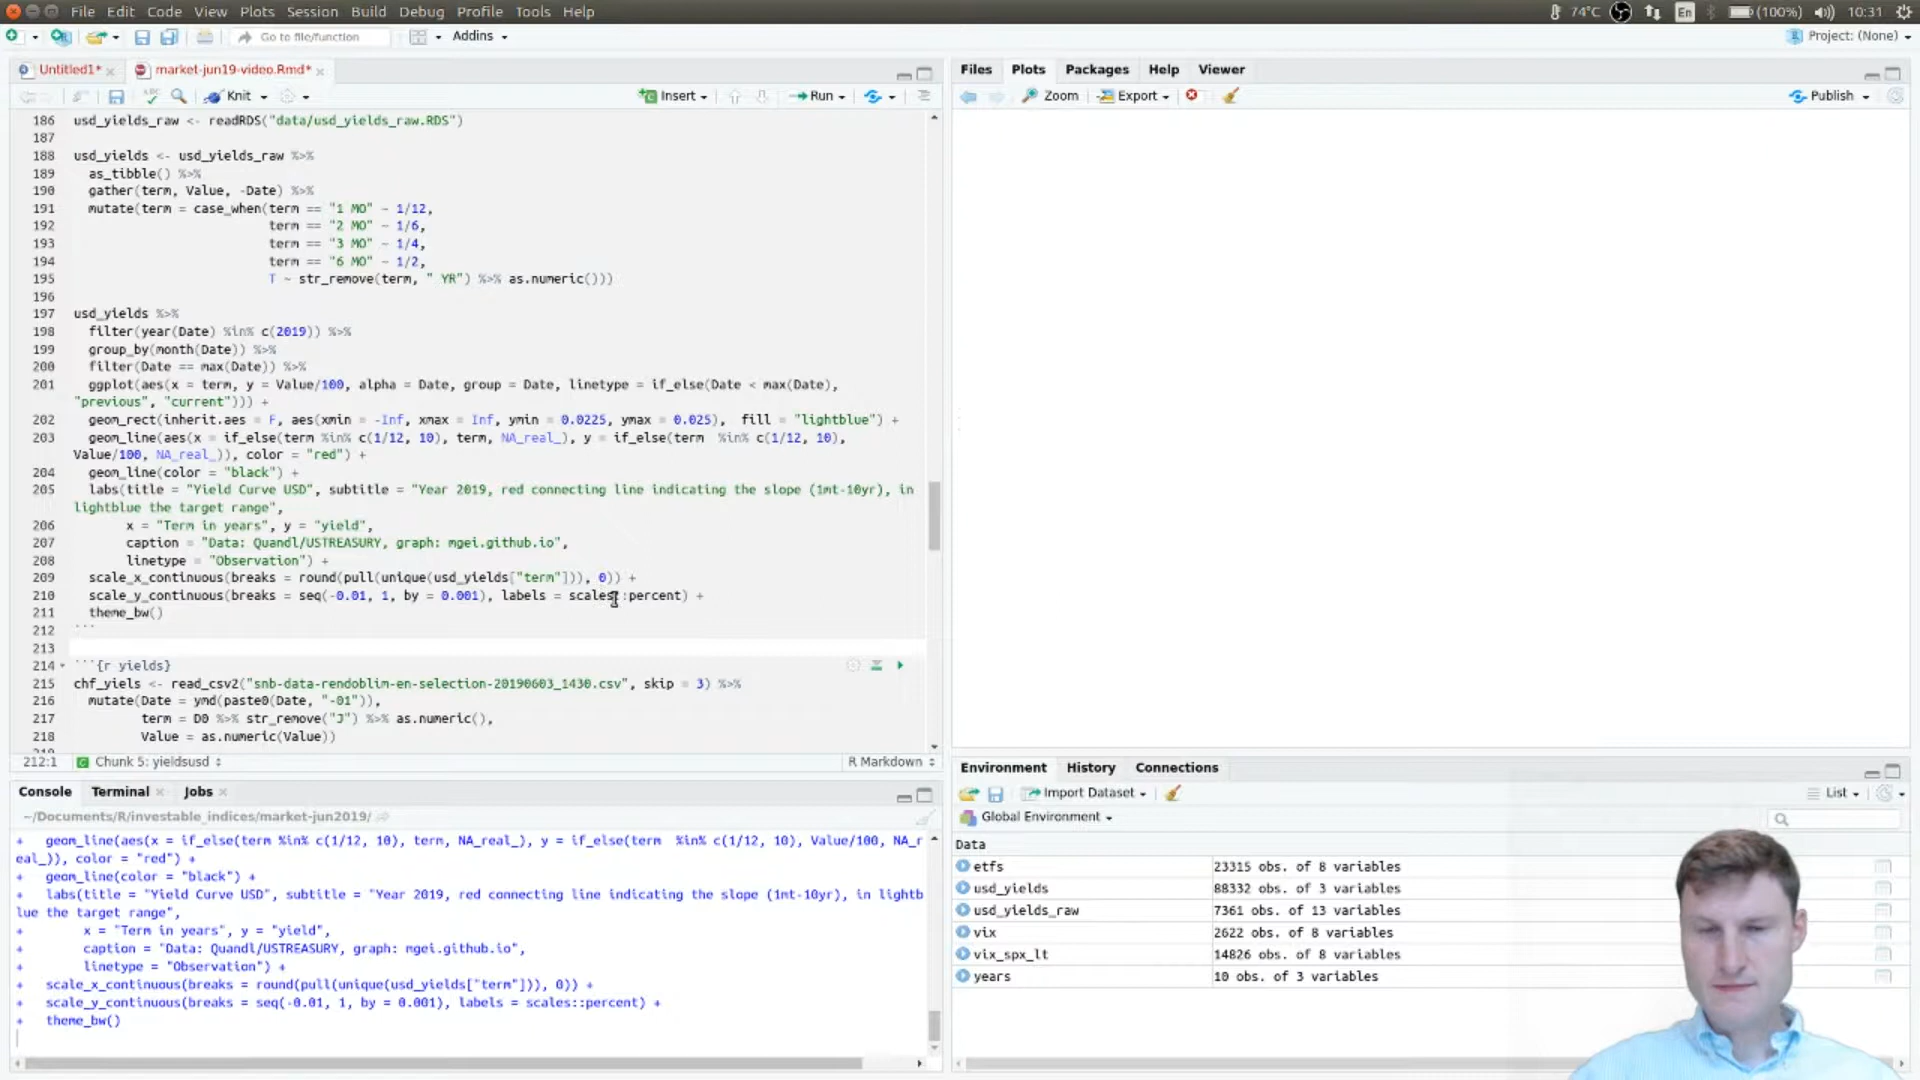 File Edit Code View Plots Session Build Debug Profile Tools Help
74°C En (100%) 10:31
Go to file/function Addins Project: (None)
Untitled1* market-jun19-video.Rmd*
Knit Insert Run
186 usd_yields_raw <- readRDS("data/usd_yields_raw.RDS")
187
188 usd_yields <- usd_yields_raw %>%
189 as_tibble() %>%
190 gather(term, Value, -Date) %>%
191 mutate(term = case_when(term == "1 MO" ~ 1/12,
192 term == "2 MO" ~ 1/6,
193 term == "3 MO" ~ 1/4,
194 term == "6 MO" ~ 1/2,
195 T ~ str_remove(term, " YR") %>% as.numeric()))
196
197 usd_yields %>%
198 filter(year(Date) %in% c(2019)) %>%
199 group_by(month(Date)) %>%
200 filter(Date == max(Date)) %>%
201 ggplot(aes(x = term, y = Value/100, alpha = Date, group = Date, linetype = if_else(Date < max(Date),
"previous", "current"))) +
202 geom_rect(inherit.aes = F, aes(xmin = -Inf, xmax = Inf, ymin = 0.0225, ymax = 0.025), fill = "lightblue") +
203 geom_line(aes(x = if_else(term %in% c(1/12, 10), term, NA_real_), y = if_else(term %in% c(1/12, 10),
Value/100, NA_real_)), color = "red") +
204 geom_line(color = "black") +
205 labs(title = "Yield Curve USD", subtitle = "Year 2019, red connecting line indicating the slope (1mt-10yr), in
lightblue the target range",
206 x = "Term in years", y = "yield",
207 caption = "Data: Quandl/USTREASURY, graph: mgei.github.io",
208 linetype = "Observation") +
209 scale_x_continuous(breaks = round(pull(unique(usd_yields["term"])), 0)) +
210 scale_y_continuous(breaks = seq(-0.01, 1, by = 0.001), labels = scales::percent) +
211 theme_bw()
212 ```
213
214 ```{r yields}
215 chf_yiels <- read_csv2("snb-data-rendoblim-en-selection-20190603_1430.csv", skip = 3) %>%
216 mutate(Date = ymd(paste0(Date, "-01")),
217 term = D0 %>% str_remove("J") %>% as.numeric(),
218 Value = as.numeric(Value))
212:1 Chunk 5: yieldsusd R Markdown
Console Terminal Jobs
~/Documents/R/investable_indices/market-jun2019/
+ geom_line(aes(x = if_else(term %in% c(1/12, 10), term, NA_real_), y = if_else(term %in% c(1/12, 10), Value/100, NA_r
eal_)), color = "red") +
+ geom_line(color = "black") +
+ labs(title = "Yield Curve USD", subtitle = "Year 2019, red connecting line indicating the slope (1mt-10yr), in lightb
lue the target range",
+ x = "Term in years", y = "yield",
+ caption = "Data: Quandl/USTREASURY, graph: mgei.github.io",
+ linetype = "Observation") +
+ scale_x_continuous(breaks = round(pull(unique(usd_yields["term"])), 0)) +
+ scale_y_continuous(breaks = seq(-0.01, 1, by = 0.001), labels = scales::percent) +
+ theme_bw()
Files Plots Packages Help Viewer
Zoom Export Publish
Environment History Connections
Import Dataset List
Global Environment
Data
etfs 23315 obs. of 8 variables
usd_yields 88332 obs. of 3 variables
usd_yields_raw 7361 obs. of 13 variables
vix 2622 obs. of 8 variables
vix_spx_lt 14826 obs. of 8 variables
years 10 obs. of 3 variables